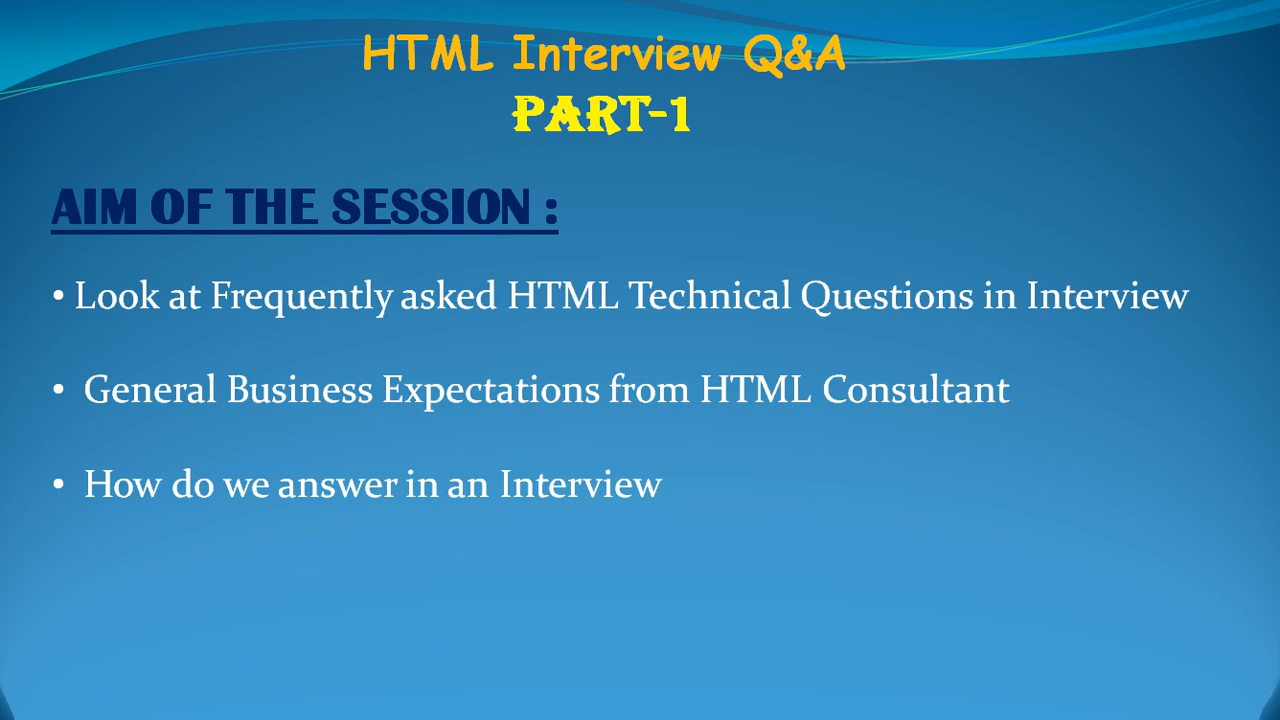 HTML Interview Q&A
PART-1
AIM OF THE SESSION :
• Look at Frequently asked HTML Technical Questions in Interview
• General Business Expectations from HTML Consultant
• How do we answer in an Interview